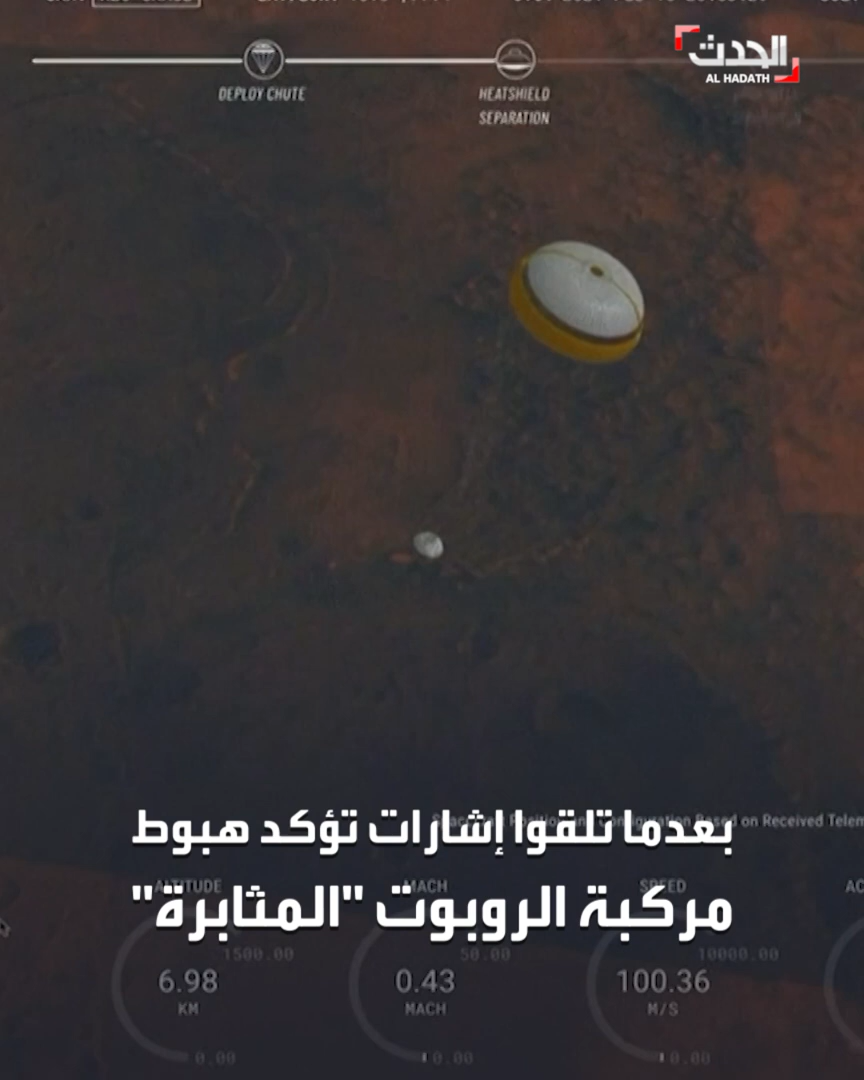 الحدث
AL HADATH
DEPLOY CHUTE
HEATSHIELD
SEPARATION
بعدما تلقوا إشارات تؤكد هبوط
مركبة الروبوت "المثابرة"
ALTITUDE MACH SPEED
1500.00 50.00 10000.00
6.98 0.43 100.36
KM MACH M/S
0.00 0.00 0.00